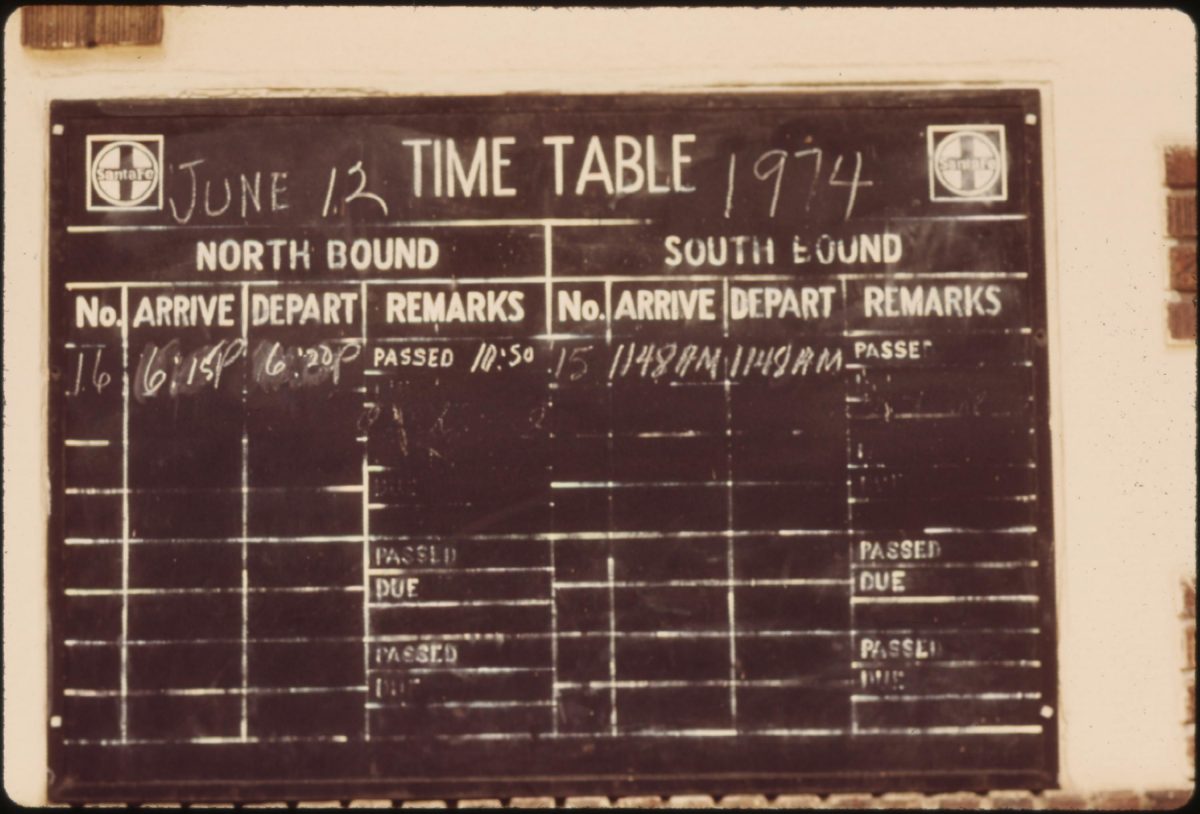 Santa Fe JUNE 12 TIME TABLE 1974 Santa Fe
NORTH BOUND SOUTH BOUND
No. ARRIVE DEPART REMARKS No. ARRIVE DEPART REMARKS
16 6:15P 6:20P PASSED 10:50 15 1148AM 1148AM PASSED
PASSED PASSED
DUE DUE
PASSED PASSED
DUE DUE